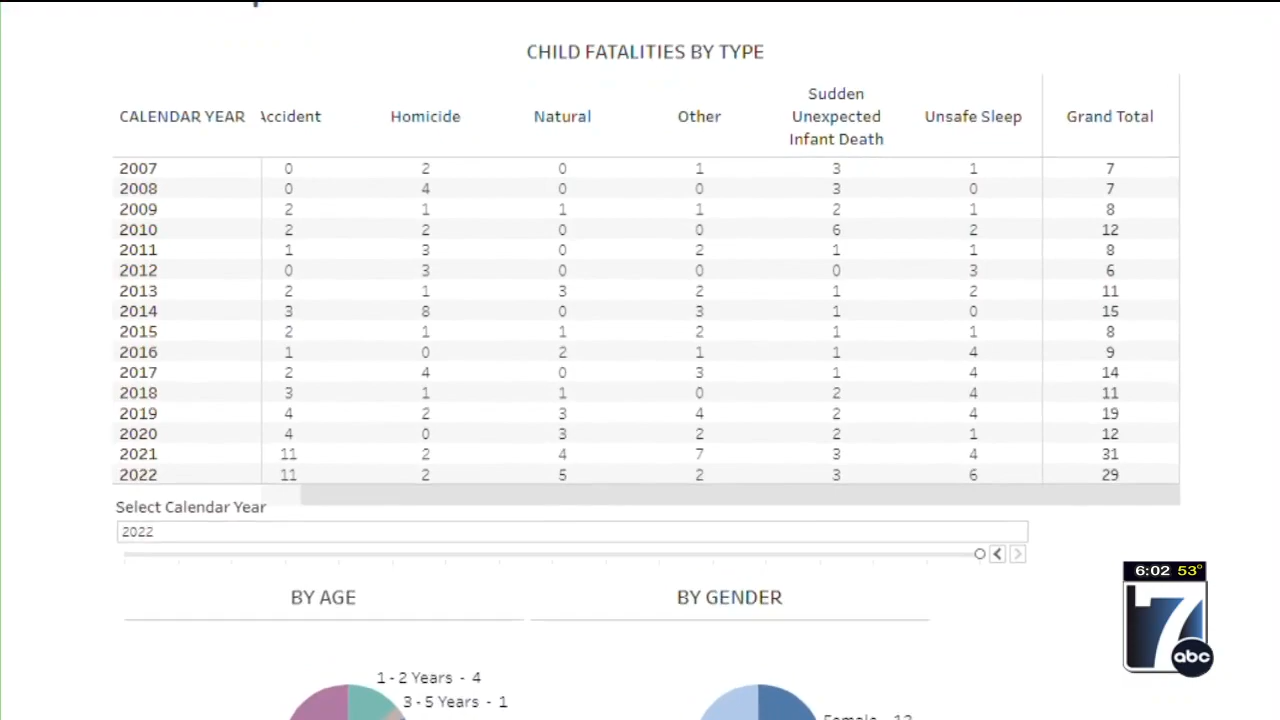 CHILD FATALITIES BY TYPE
CALENDAR YEAR Accident Homicide Natural Other Sudden Unexpected Infant Death Unsafe Sleep Grand Total
2007 0 2 0 1 3 1 7
2008 0 4 0 0 3 0 7
2009 2 1 1 1 2 1 8
2010 2 2 0 0 6 2 12
2011 1 3 0 2 1 1 8
2012 0 3 0 0 0 3 6
2013 2 1 3 2 1 2 11
2014 3 8 0 3 1 0 15
2015 2 1 1 2 1 1 8
2016 1 0 2 1 1 4 9
2017 2 4 0 3 1 4 14
2018 3 1 1 0 2 4 11
2019 4 2 3 4 2 4 19
2020 4 0 3 2 2 1 12
2021 11 2 4 7 3 4 31
2022 11 2 5 2 3 6 29
Select Calendar Year
2022
6:02 53°
7
abc
BY AGE BY GENDER
1 - 2 Years - 4
3 - 5 Years - 1
Female - 12